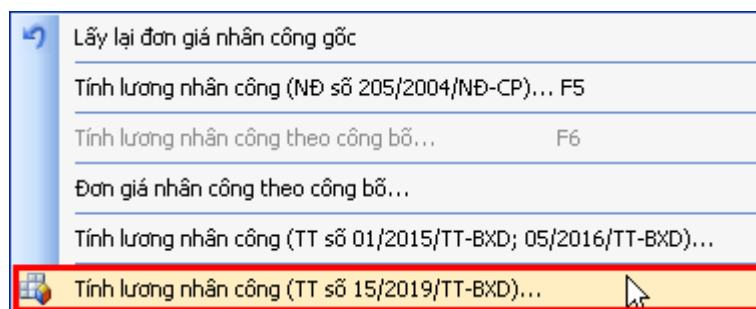 Lấy lại đơn giá nhân công gốc
Tính lương nhân công (NĐ số 205/2004/NĐ-CP)... F5
Tính lương nhân công theo công bố... F6
Đơn giá nhân công theo công bố...
Tính lương nhân công (TT số 01/2015/TT-BXD; 05/2016/TT-BXD)...
Tính lương nhân công (TT số 15/2019/TT-BXD)...